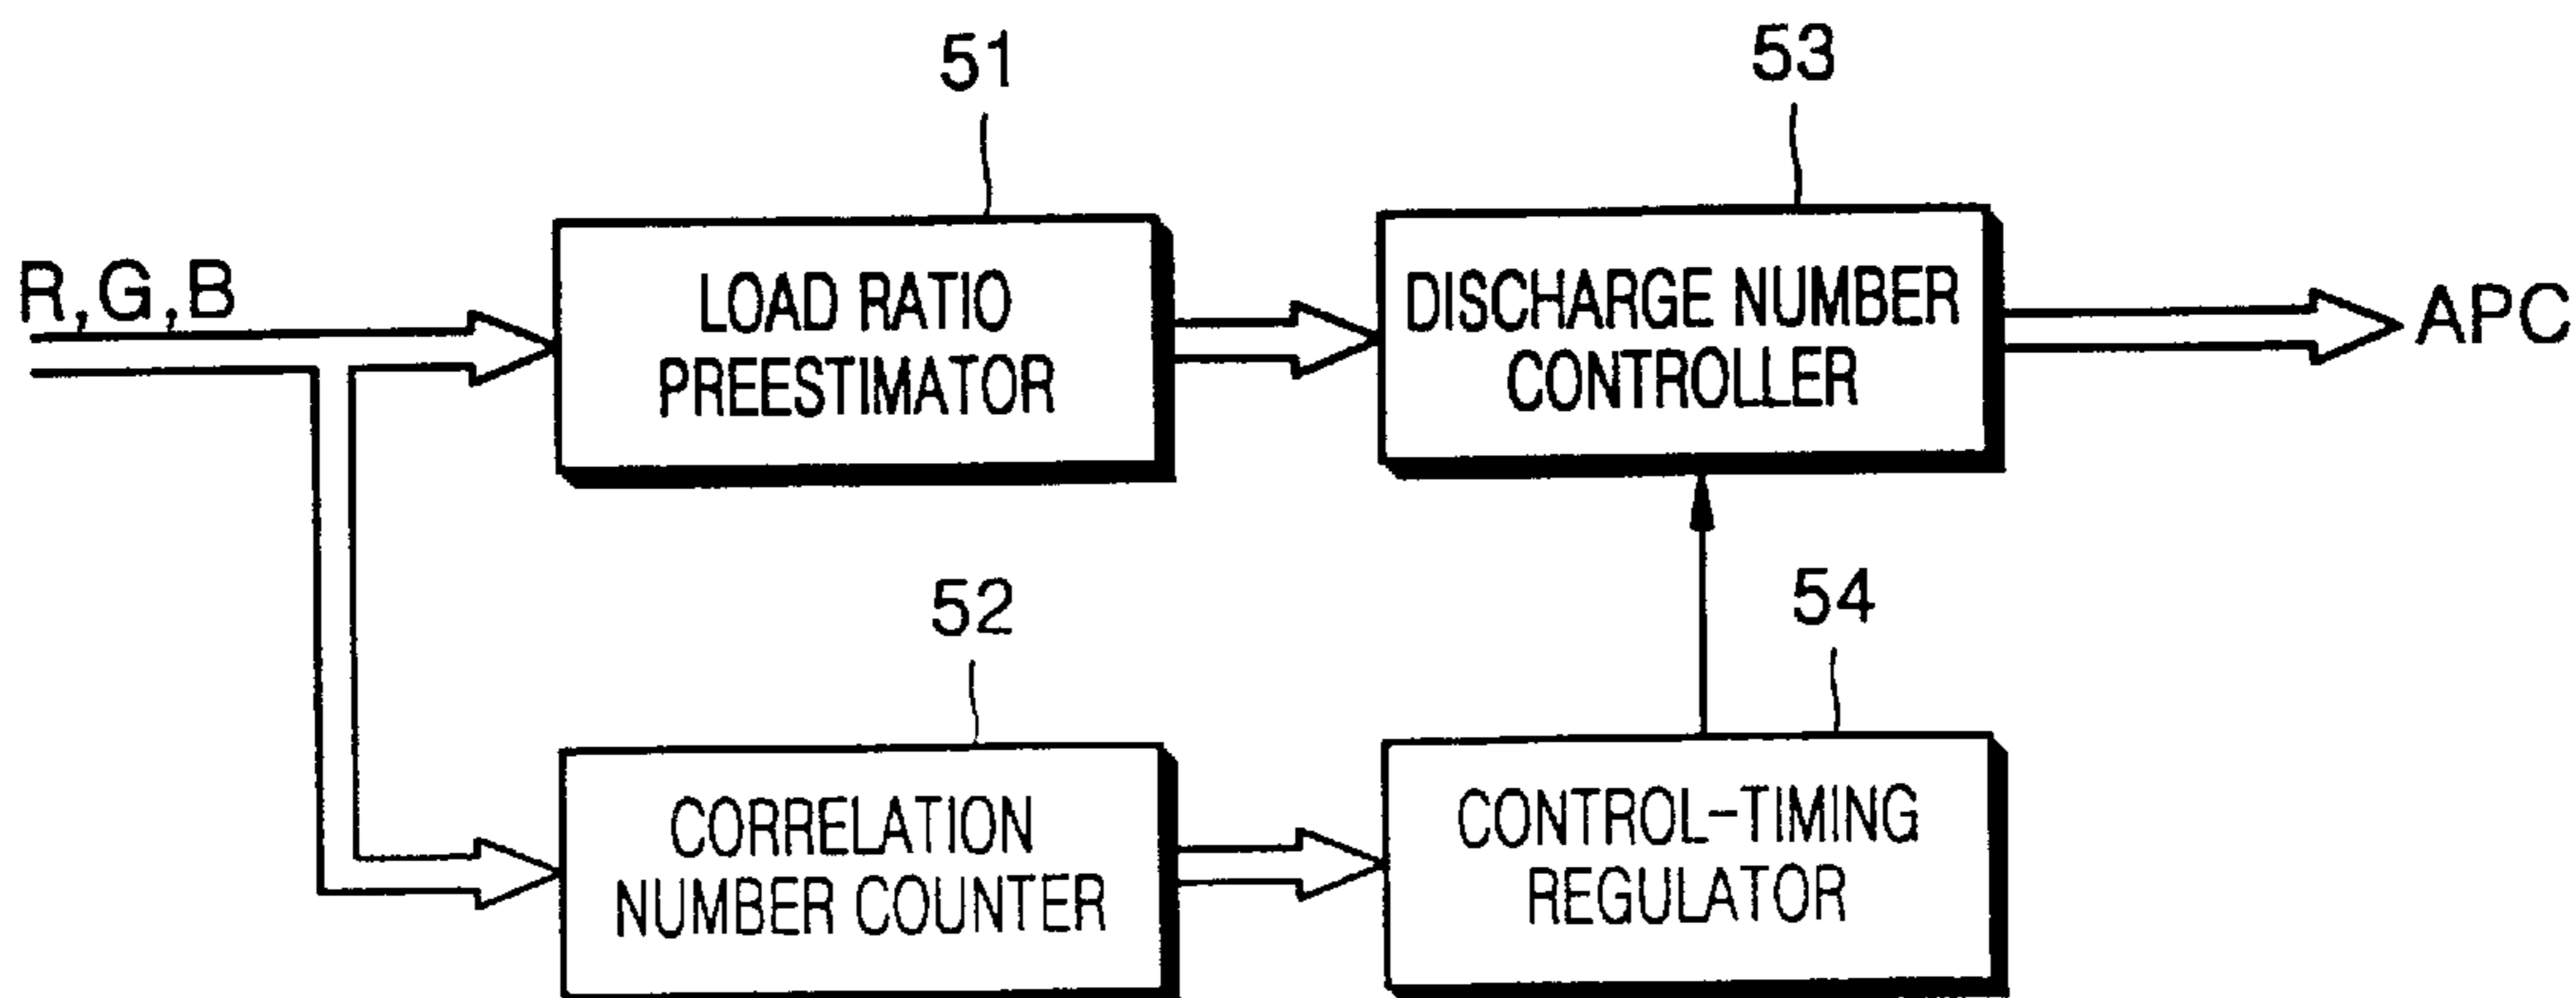 51
53
R,G,B
LOAD RATIO
PREESTIMATOR
DISCHARGE NUMBER
CONTROLLER
APC
52
54
CORRELATION
NUMBER COUNTER
CONTROL-TIMING
REGULATOR